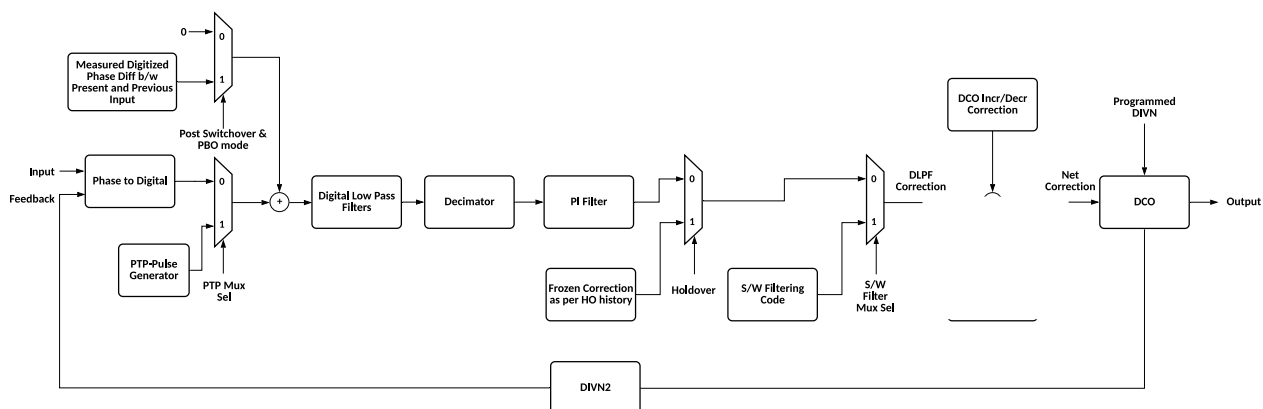 0
0
Measured Digitized
Phase Diff b/w
Present and Previous
Input
1
Post Switchover &
PBO mode
DCO Incr/Decr
Correction
Programmed
DIVN
Input
Feedback
Phase to Digital
0
1
PTP-Pulse
Generator
PTP Mux
Sel
+
Digital Low Pass
Filters
Decimator
PI Filter
0
1
Frozen Correction
as per HO history
Holdover
S/W Filtering
Code
0
1
S/W
Filter
Mux Sel
DLPF
Correction
Net
Correction
DCO
Output
DIVN2